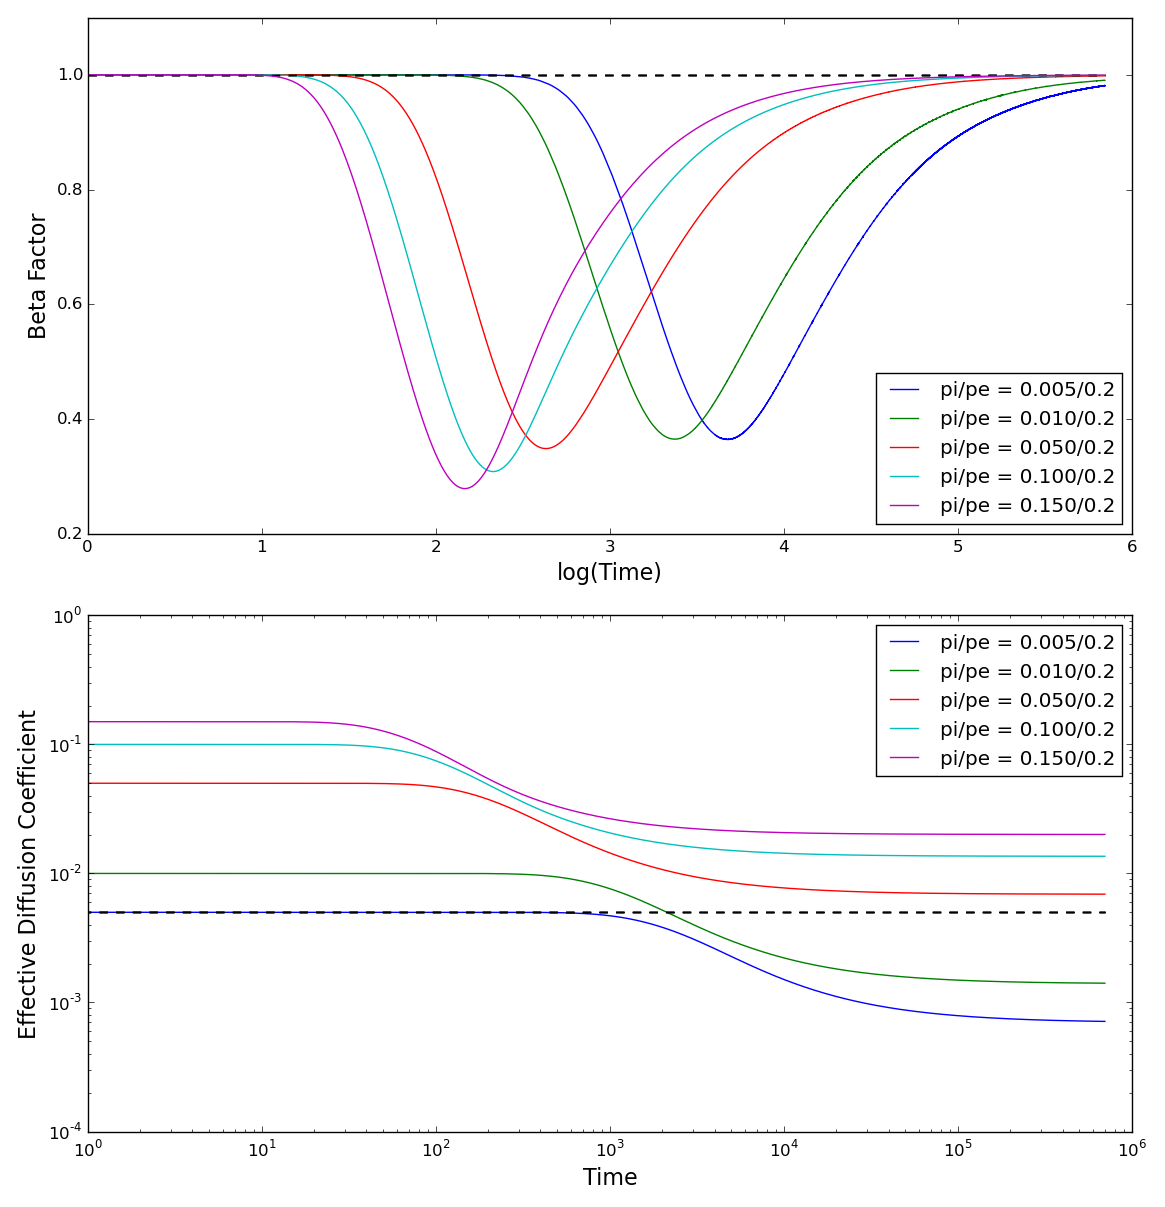 1.0
0.8
0.6
0.4
0.2
Beta Factor
pi/pe = 0.005/0.2
pi/pe = 0.010/0.2
pi/pe = 0.050/0.2
pi/pe = 0.100/0.2
pi/pe = 0.150/0.2
0 1 2 3 4 5 6
log(Time)
10^0
10^-1
10^-2
10^-3
10^-4
Effective Diffusion Coefficient
pi/pe = 0.005/0.2
pi/pe = 0.010/0.2
pi/pe = 0.050/0.2
pi/pe = 0.100/0.2
pi/pe = 0.150/0.2
10^0 10^1 10^2 10^3 10^4 10^5 10^6
Time